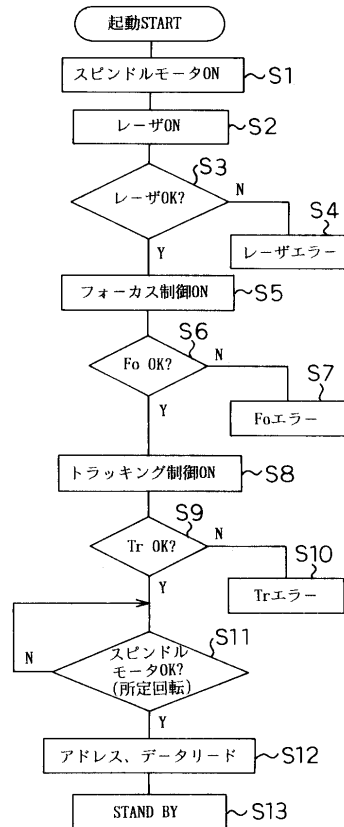 起動START
スピンドルモータON
S1
レーザON
S2
S3
レーザOK?
N
S4
Y
レーザエラー
フォーカス制御ON
S5
S6
Fo OK?
N
S7
Y
Foエラー
トラッキング制御ON
S8
S9
Tr OK?
N
S10
Y
Trエラー
S11
スピンドル
モータOK?
(所定回転)
N
Y
アドレス、データリード
S12
STAND BY
S13